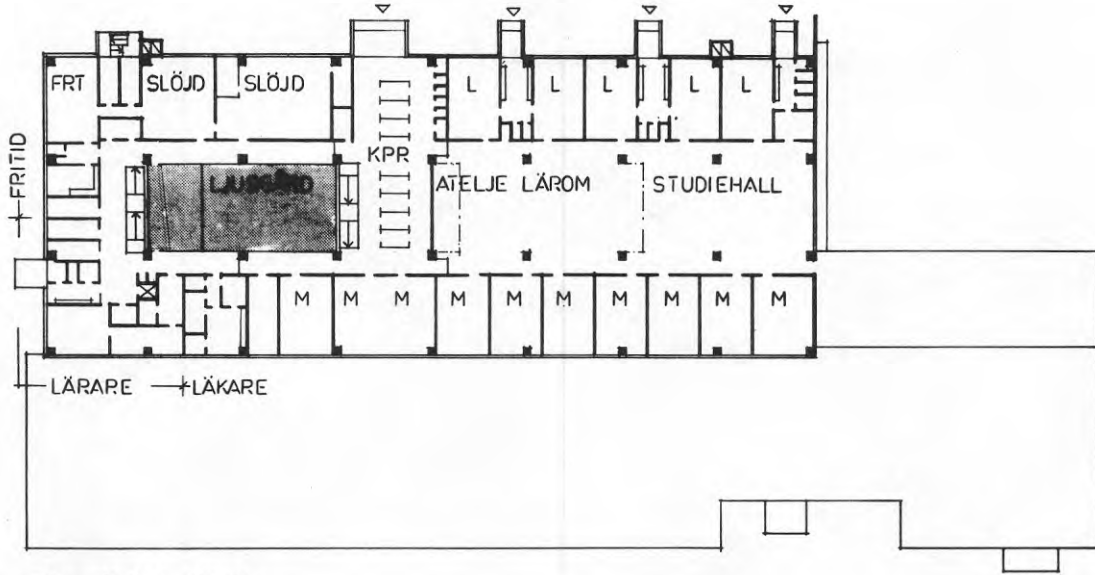 FRT SLÖJD SLÖJD L L L L L
KPR
FRITID
LJUSGÅRD ATELJE LÄROM STUDIEHALL
M M M M M M M M M M
LÄRARE LÄKARE